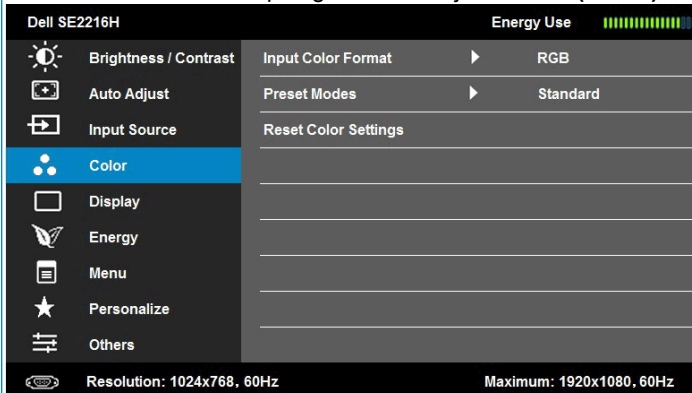 Dell SE2216H Energy Use
Brightness / Contrast Input Color Format RGB
Auto Adjust Preset Modes Standard
Input Source Reset Color Settings
Color
Display
Energy
Menu
Personalize
Others
Resolution: 1024x768, 60Hz Maximum: 1920x1080, 60Hz